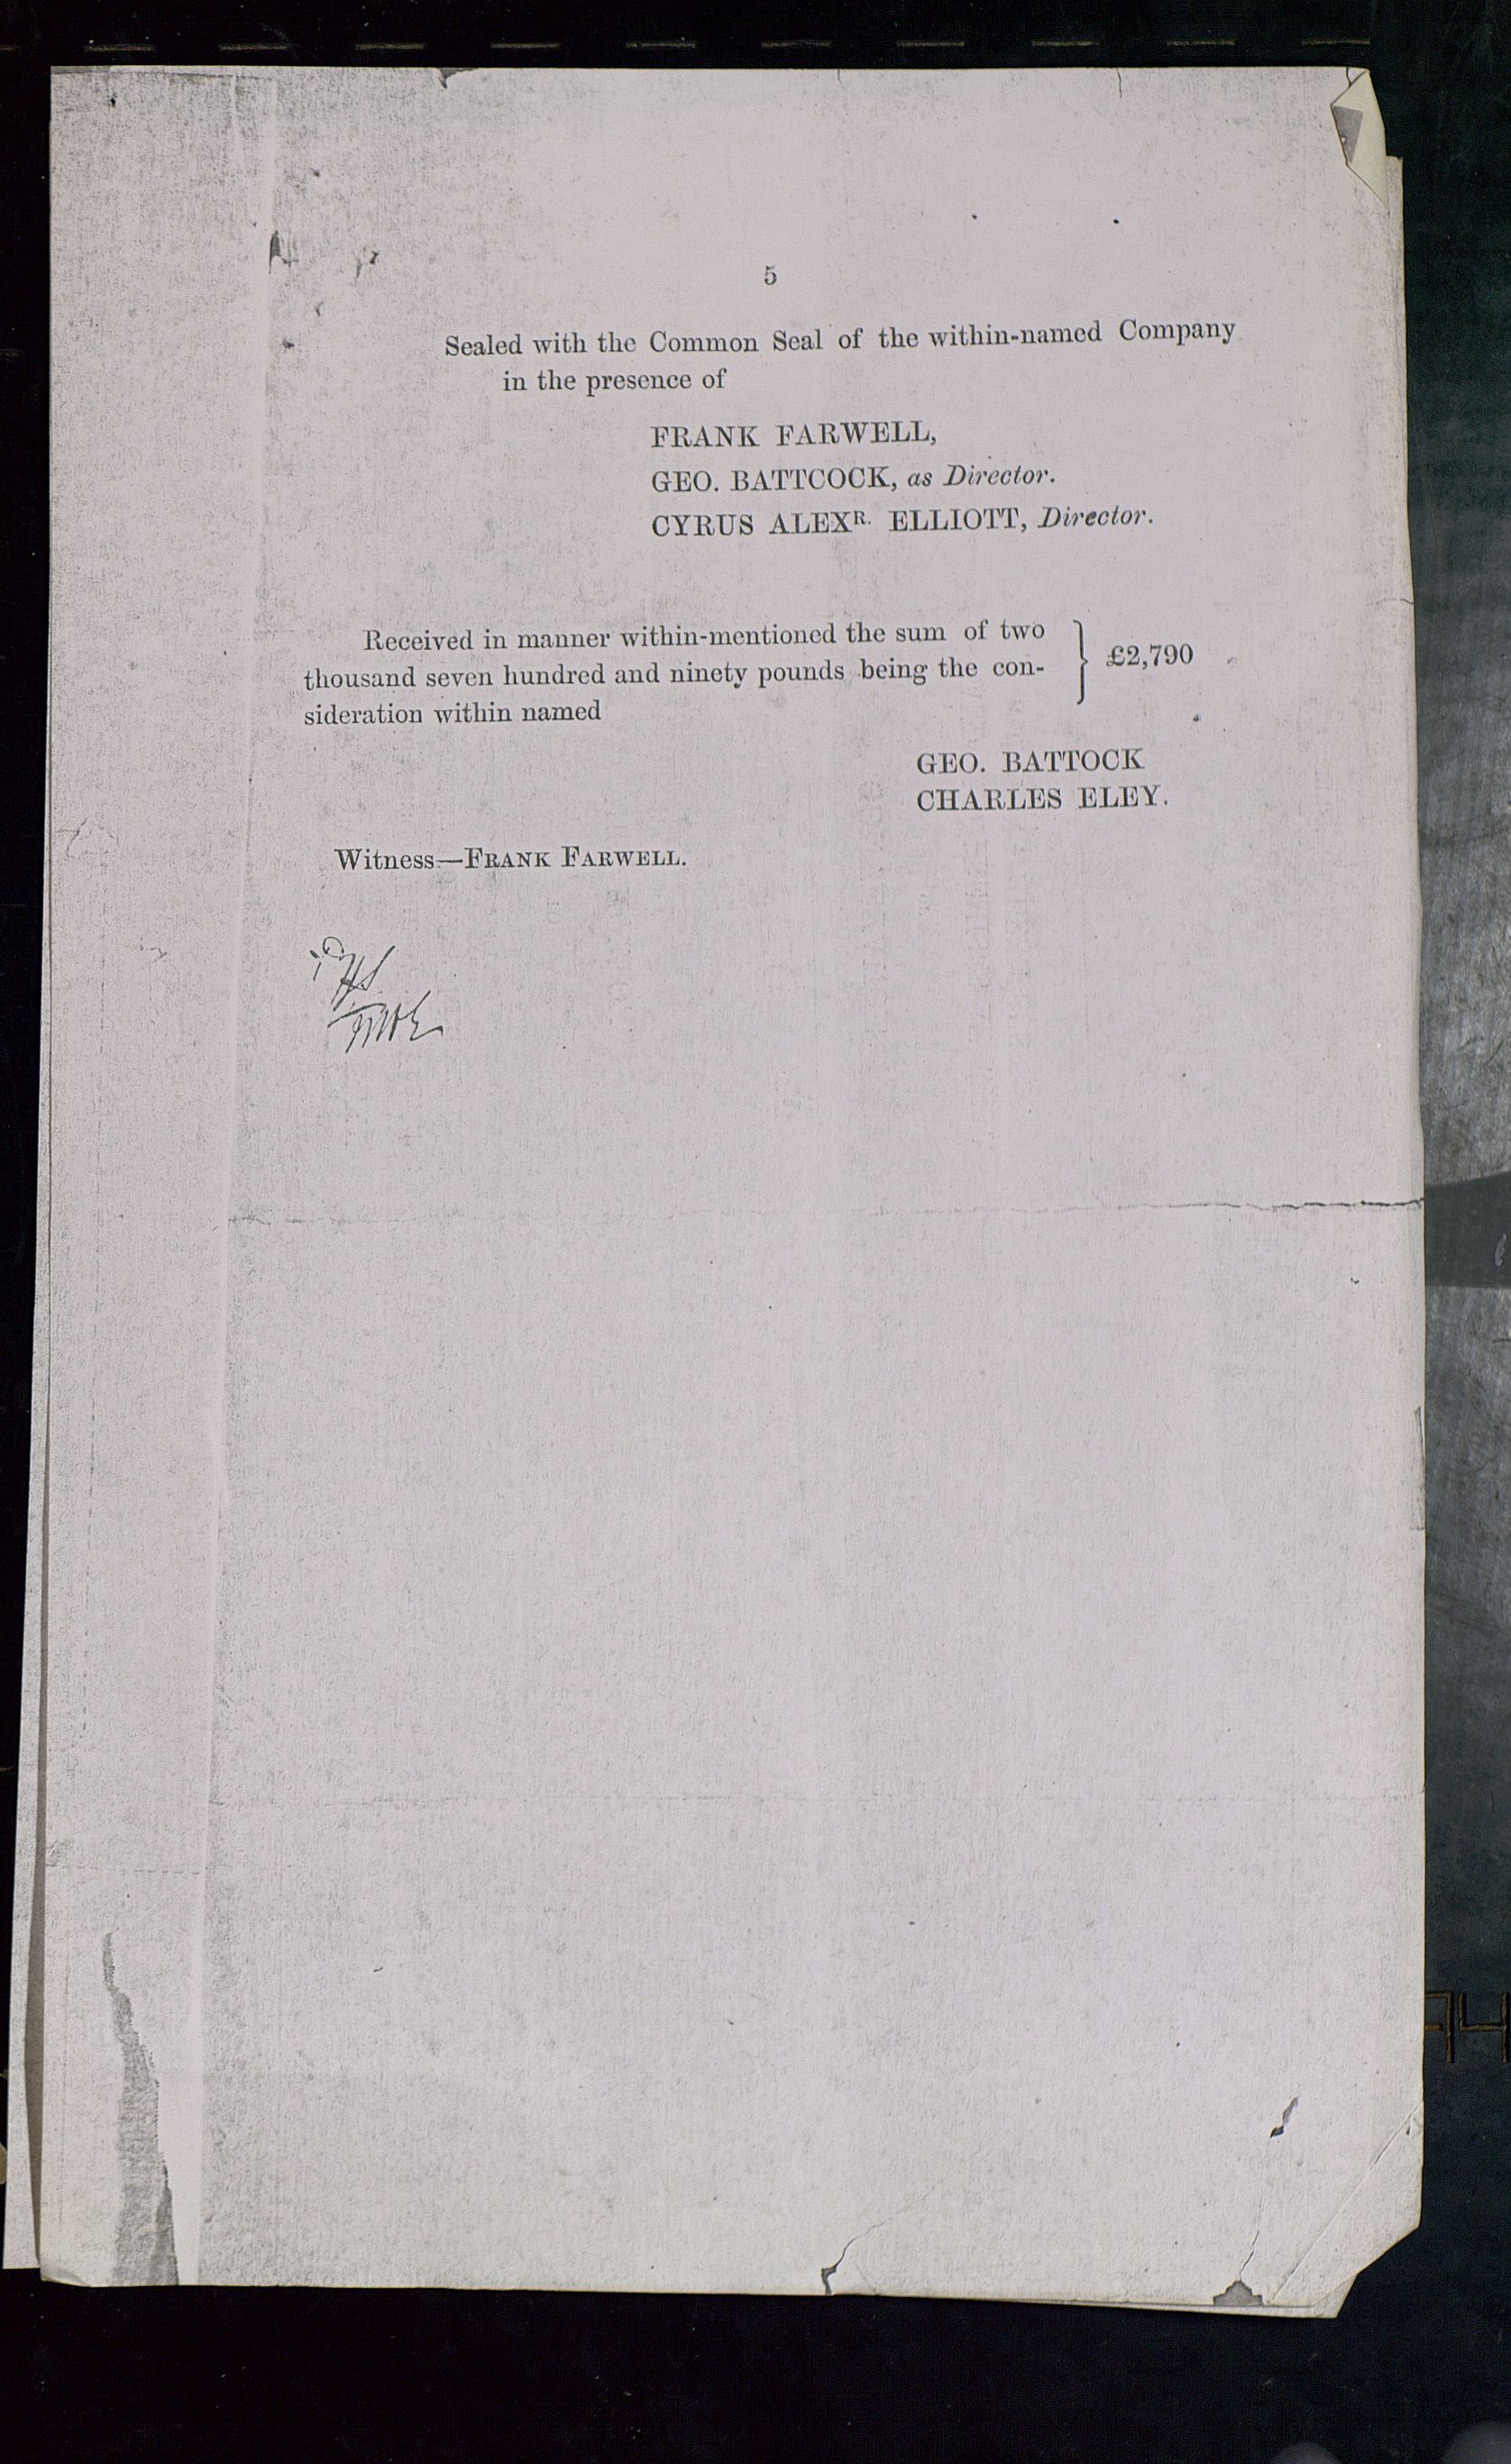 5
Sealed with the Common Seal of the within-named Company
in the presence of
FRANK FARWELL,
GEO. BATTCOCK, as Director.
CYRUS ALEXR. ELLIOTT, Director.
Received in manner within-mentioned the sum of two
thousand seven hundred and ninety pounds being the con-
sideration within named
} £2,790
GEO. BATTOCK
CHARLES ELEY.
Witness—FRANK FARWELL.